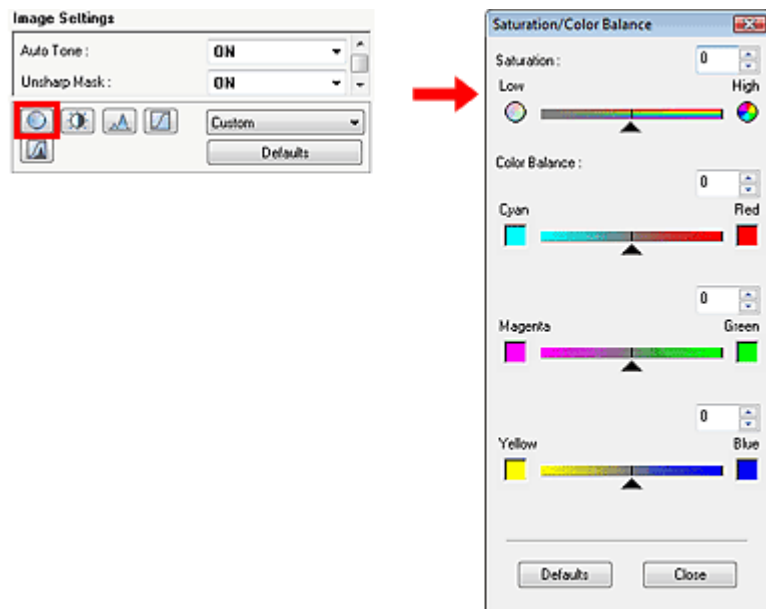 Image Settings
Auto Tone : ON
Unsharp Mask : ON
Custom
Defaults
Saturation/Color Balance
Saturation : 0
Low High
Color Balance :
0
Cyan Red
0
Magenta Green
0
Yellow Blue
Defaults Close